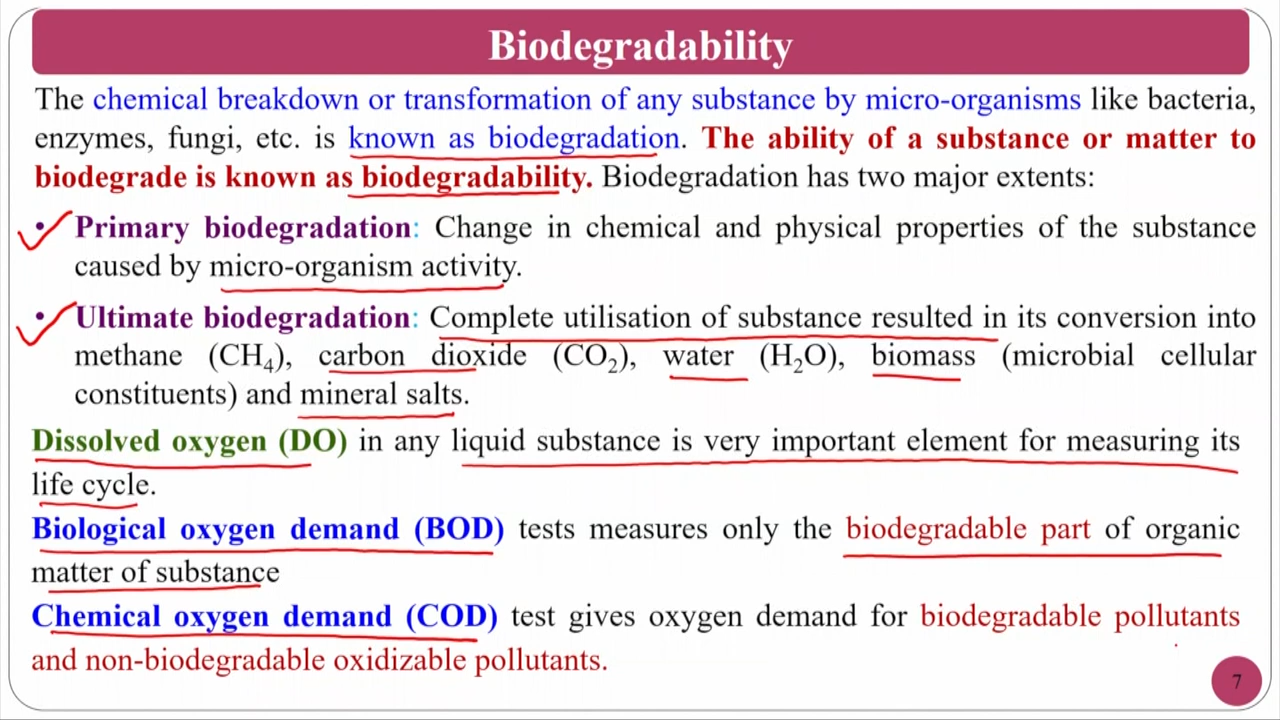 Biodegradability
The chemical breakdown or transformation of any substance by micro-organisms like bacteria,
enzymes, fungi, etc. is known as biodegradation. The ability of a substance or matter to
biodegrade is known as biodegradability. Biodegradation has two major extents:
• Primary biodegradation: Change in chemical and physical properties of the substance
caused by micro-organism activity.
• Ultimate biodegradation: Complete utilisation of substance resulted in its conversion into
methane (CH₄), carbon dioxide (CO₂), water (H₂O), biomass (microbial cellular
constituents) and mineral salts.
Dissolved oxygen (DO) in any liquid substance is very important element for measuring its
life cycle.
Biological oxygen demand (BOD) tests measures only the biodegradable part of organic
matter of substance
Chemical oxygen demand (COD) test gives oxygen demand for biodegradable pollutants
and non-biodegradable oxidizable pollutants.
7